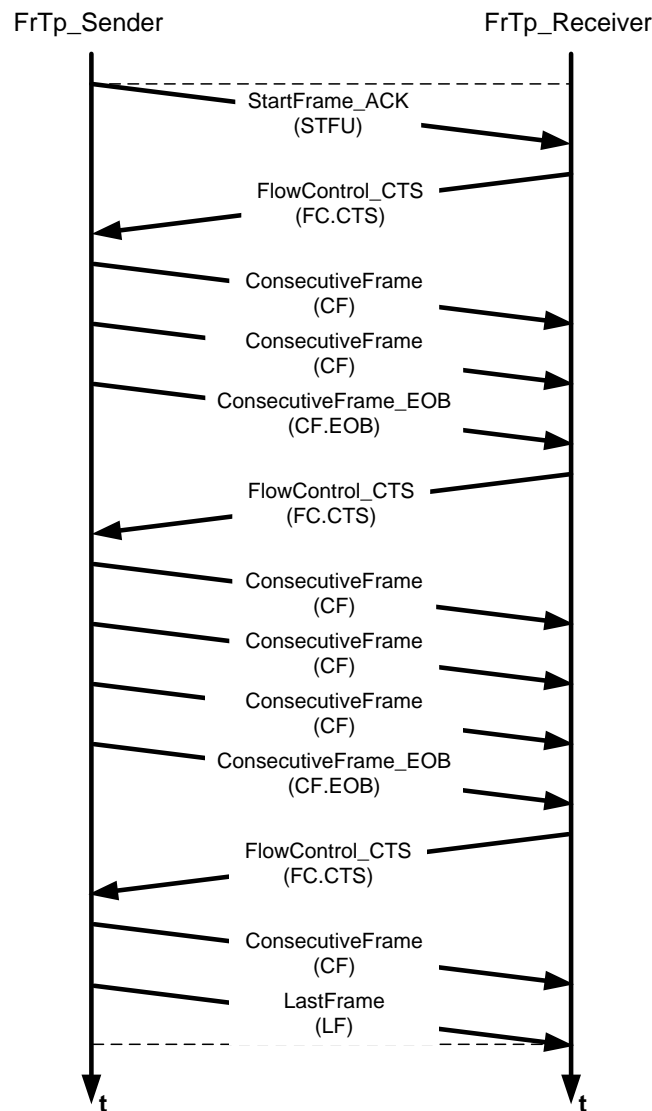 FrTp_Sender
FrTp_Receiver
StartFrame_ACK
(STFU)
FlowControl_CTS
(FC.CTS)
ConsecutiveFrame
(CF)
ConsecutiveFrame
(CF)
ConsecutiveFrame_EOB
(CF.EOB)
FlowControl_CTS
(FC.CTS)
ConsecutiveFrame
(CF)
ConsecutiveFrame
(CF)
ConsecutiveFrame
(CF)
ConsecutiveFrame_EOB
(CF.EOB)
FlowControl_CTS
(FC.CTS)
ConsecutiveFrame
(CF)
LastFrame
(LF)
t
t